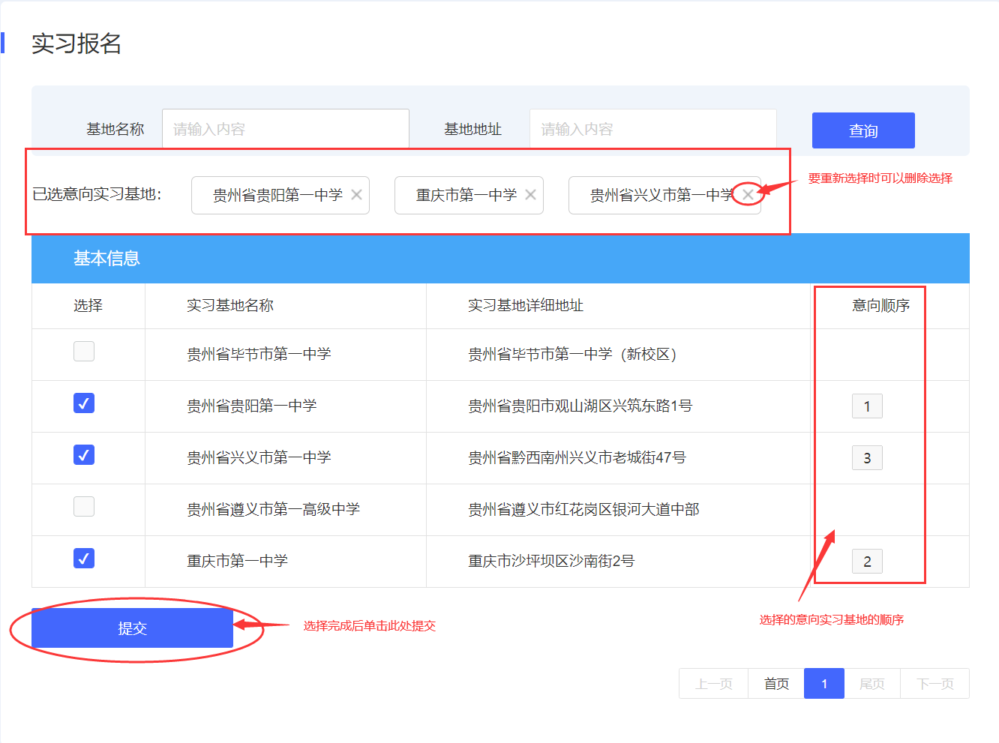 实习报名
基地名称 请输入内容 基地地址 请输入内容 查询
要重新选择时可以删除选择
已选意向实习基地： 贵州省贵阳第一中学 × 重庆市第一中学 × 贵州省兴义市第一中学 ×
基本信息
选择 实习基地名称 实习基地详细地址 意向顺序
贵州省毕节市第一中学 贵州省毕节市第一中学（新校区）
贵州省贵阳第一中学 贵州省贵阳市观山湖区兴筑东路1号 1
贵州省兴义市第一中学 贵州省黔西南州兴义市老城街47号 3
贵州省遵义市第一高级中学 贵州省遵义市红花岗区银河大道中部
重庆市第一中学 重庆市沙坪坝区沙南街2号 2
提交 选择完成后单击此处提交
选择的意向实习基地的顺序
上一页 首页 1 尾页 下一页